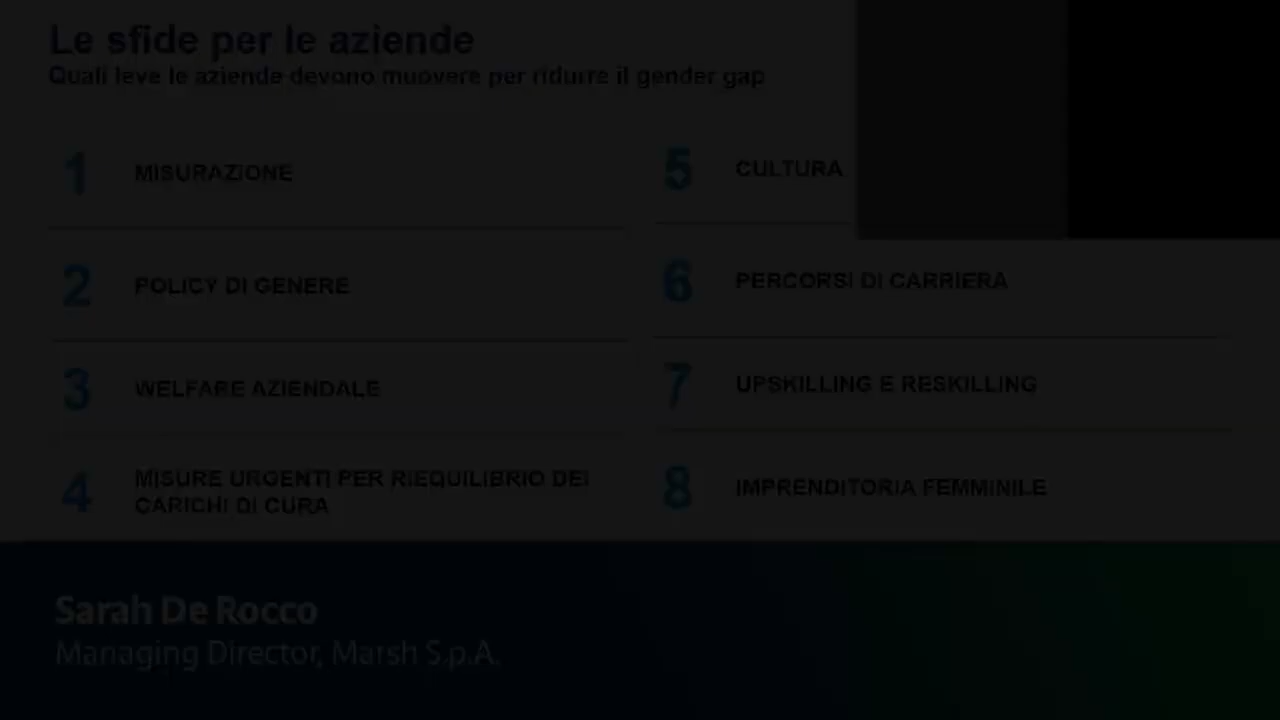 Le sfide per le aziende
Quali leve le aziende devono muovere per ridurre il gender gap
1 MISURAZIONE
2 POLICY DI GENERE
3 WELFARE AZIENDALE
4 MISURE URGENTI PER RIEQUILIBRIO DEI
CARICHI DI CURA
5 CULTURA
6 PERCORSI DI CARRIERA
7 UPSKILLING E RESKILLING
8 IMPRENDITORIA FEMMINILE
Sarah De Rocco
Managing Director, Marsh S.p.A.